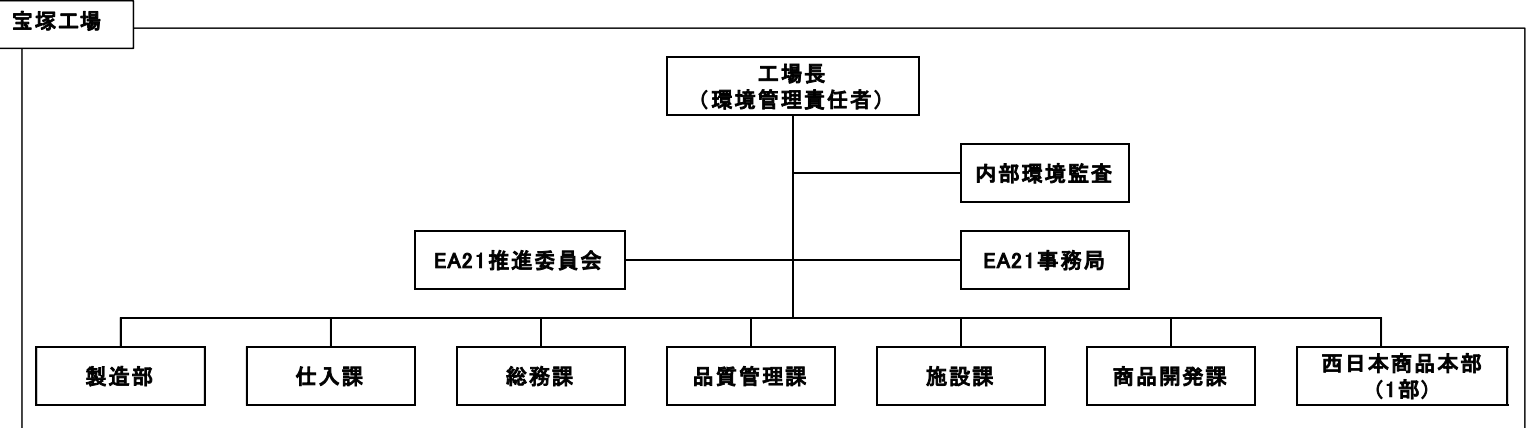 宝塚工場
工場長
（環境管理責任者）
内部環境監査
EA21推進委員会
EA21事務局
製造部
仕入課
総務課
品質管理課
施設課
商品開発課
西日本商品本部
（1部）